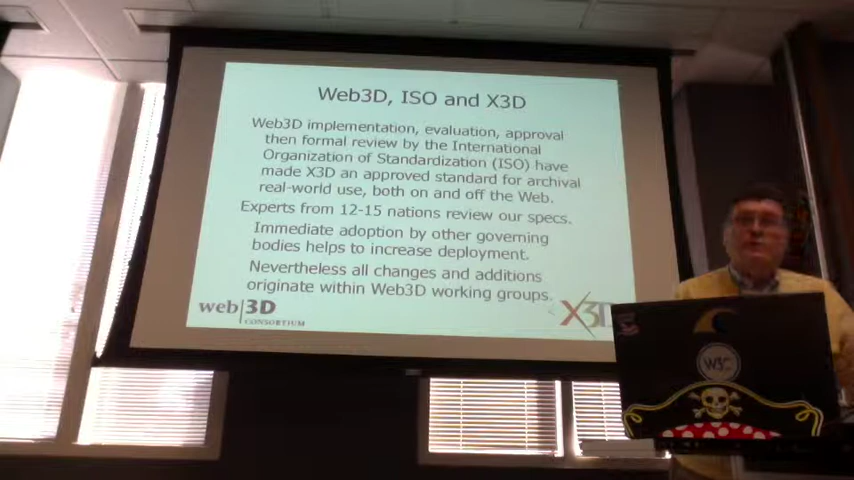 Web3D, ISO and X3D
Web3D implementation, evaluation, approval
then formal review by the International
Organization of Standardization (ISO) have
made X3D an approved standard for archival
real-world use, both on and off the Web.
Experts from 12-15 nations review our specs.
Immediate adoption by other governing
bodies helps to increase deployment.
Nevertheless all changes and additions
originate within Web3D working groups.
web|3D
CONSORTIUM
X3D
W3C